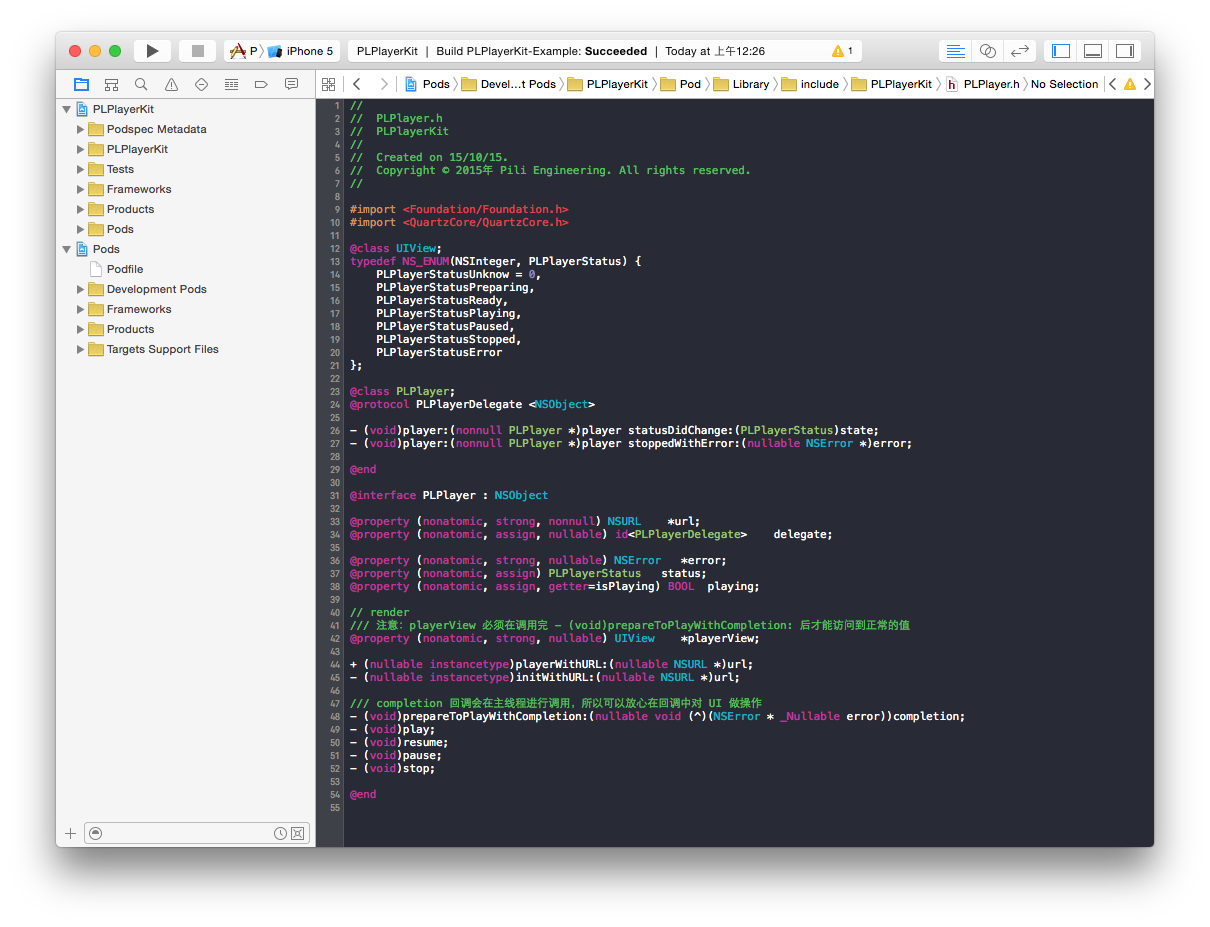 P iPhone 5 PLPlayerKit | Build PLPlayerKit-Example: Succeeded | Today at 上午12:26 1
Pods Devel...t Pods PLPlayerKit Pod Library include PLPlayerKit h PLPlayer.h No Selection
PLPlayerKit
Podspec Metadata
PLPlayerKit
Tests
Frameworks
Products
Pods
Pods
Podfile
Development Pods
Frameworks
Products
Targets Support Files
1 //
2 //  PLPlayer.h
3 //  PLPlayerKit
4 //
5 //  Created on 15/10/15.
6 //  Copyright © 2015年 Pili Engineering. All rights reserved.
7 //
8
9 #import <Foundation/Foundation.h>
10 #import <QuartzCore/QuartzCore.h>
11
12 @class UIView;
13 typedef NS_ENUM(NSInteger, PLPlayerStatus) {
14     PLPlayerStatusUnknow = 0,
15     PLPlayerStatusPreparing,
16     PLPlayerStatusReady,
17     PLPlayerStatusPlaying,
18     PLPlayerStatusPaused,
19     PLPlayerStatusStopped,
20     PLPlayerStatusError
21 };
22
23 @class PLPlayer;
24 @protocol PLPlayerDelegate <NSObject>
25
26 - (void)player:(nonnull PLPlayer *)player statusDidChange:(PLPlayerStatus)state;
27 - (void)player:(nonnull PLPlayer *)player stoppedWithError:(nullable NSError *)error;
28
29 @end
30
31 @interface PLPlayer : NSObject
32
33 @property (nonatomic, strong, nonnull) NSURL    *url;
34 @property (nonatomic, assign, nullable) id<PLPlayerDelegate>    delegate;
35
36 @property (nonatomic, strong, nullable) NSError   *error;
37 @property (nonatomic, assign) PLPlayerStatus   status;
38 @property (nonatomic, assign, getter=isPlaying) BOOL  playing;
39
40 // render
41 /// 注意: playerView 必须在调用完 - (void)prepareToPlayWithCompletion: 后才能访问到正常的值
42 @property (nonatomic, strong, nullable) UIView    *playerView;
43
44 + (nullable instancetype)playerWithURL:(nullable NSURL *)url;
45 - (nullable instancetype)initWithURL:(nullable NSURL *)url;
46
47 /// completion 回调会在主线程进行调用，所以可以放心在回调中对 UI 做操作
48 - (void)prepareToPlayWithCompletion:(nullable void (^)(NSError * _Nullable error))completion;
49 - (void)play;
50 - (void)resume;
51 - (void)pause;
52 - (void)stop;
53
54 @end
55